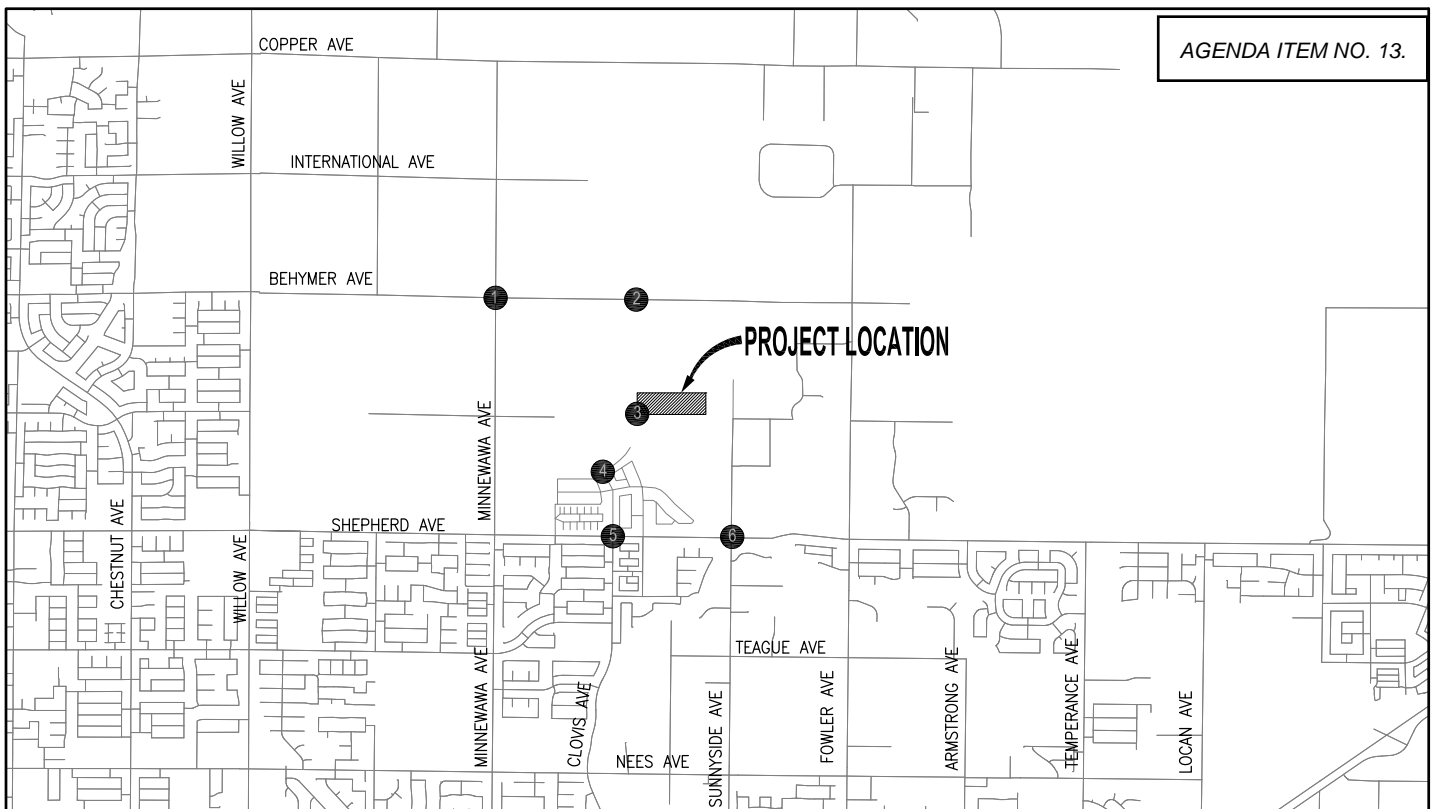 COPPER AVE
AGENDA ITEM NO. 13.
WILLOW AVE
INTERNATIONAL AVE
BEHYMER AVE
1
2
PROJECT LOCATION
3
MINNEWAWA AVE
4
SHEPHERD AVE
5
6
CHESTNUT AVE
WILLOW AVE
TEAGUE AVE
MINNEWAWA AVE
CLOVIS AVE
SUNNYSIDE AVE
FOWLER AVE
ARMSTRONG AVE
TEMPERANCE AVE
LOCAN AVE
NEES AVE